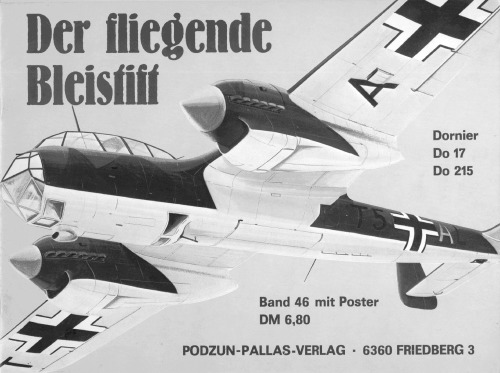 Der fliegende
Bleistift
A
Dornier
Do 17
Do 215
T5
A
T
Band 46 mit Poster
DM 6,80
PODZUN-PALLAS-VERLAG · 6360 FRIEDBERG 3